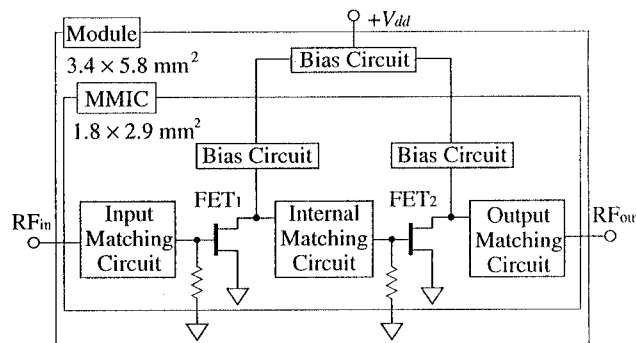 +Vdd
Module
3.4 × 5.8 mm²
Bias Circuit
MMIC
1.8 × 2.9 mm²
Bias Circuit
Bias Circuit
RFin
Input
Matching
Circuit
FET1
Internal
Matching
Circuit
FET2
Output
Matching
Circuit
RFout